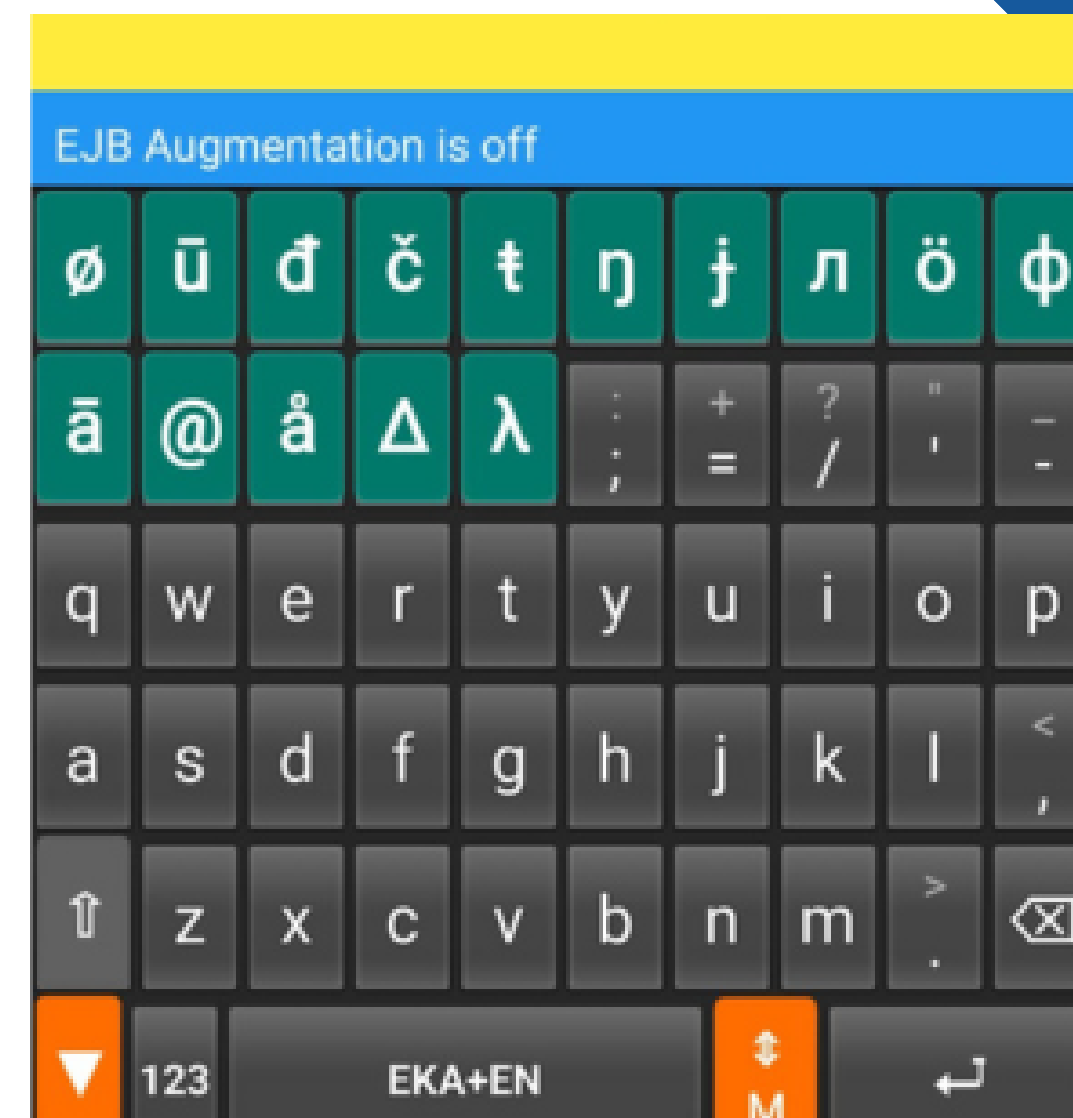 EJB Augmentation is off
ø ū đ č ŧ ŋ ɉ л ö ф
ā @ å Δ λ : ; + = ? / " ' _ -
q w e r t y u i o p
a s d f g h j k l < ,
⇧ z x c v b n m > . ⌫
▼ 123 EKA+EN ⇕ M ↵